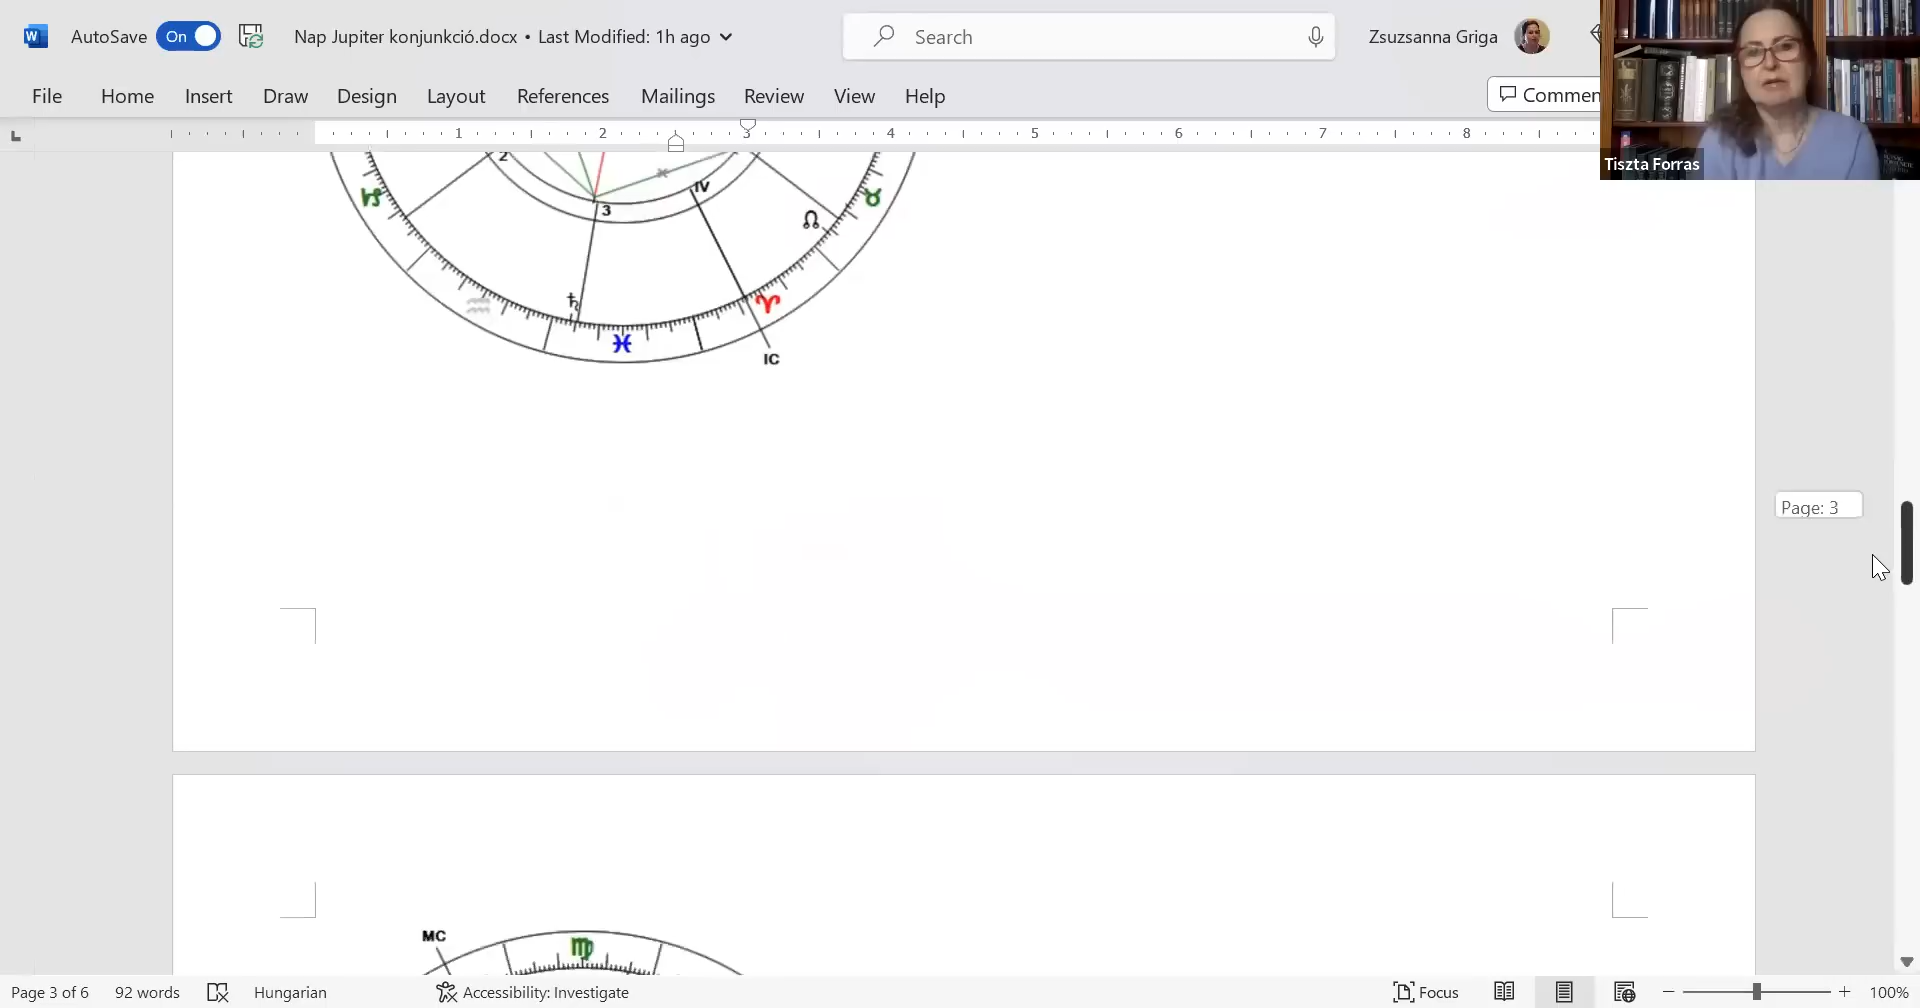 AutoSave On Nap Jupiter konjunkció.docx • Last Modified: 1h ago Search Zsuzsanna Griga
File Home Insert Draw Design Layout References Mailings Review View Help Commen
1 2 3 4 5 6 7 8
Tiszta Forras
2 IV
3
IC
Page: 3
MC
Page 3 of 6 92 words Hungarian Accessibility: Investigate Focus 100%